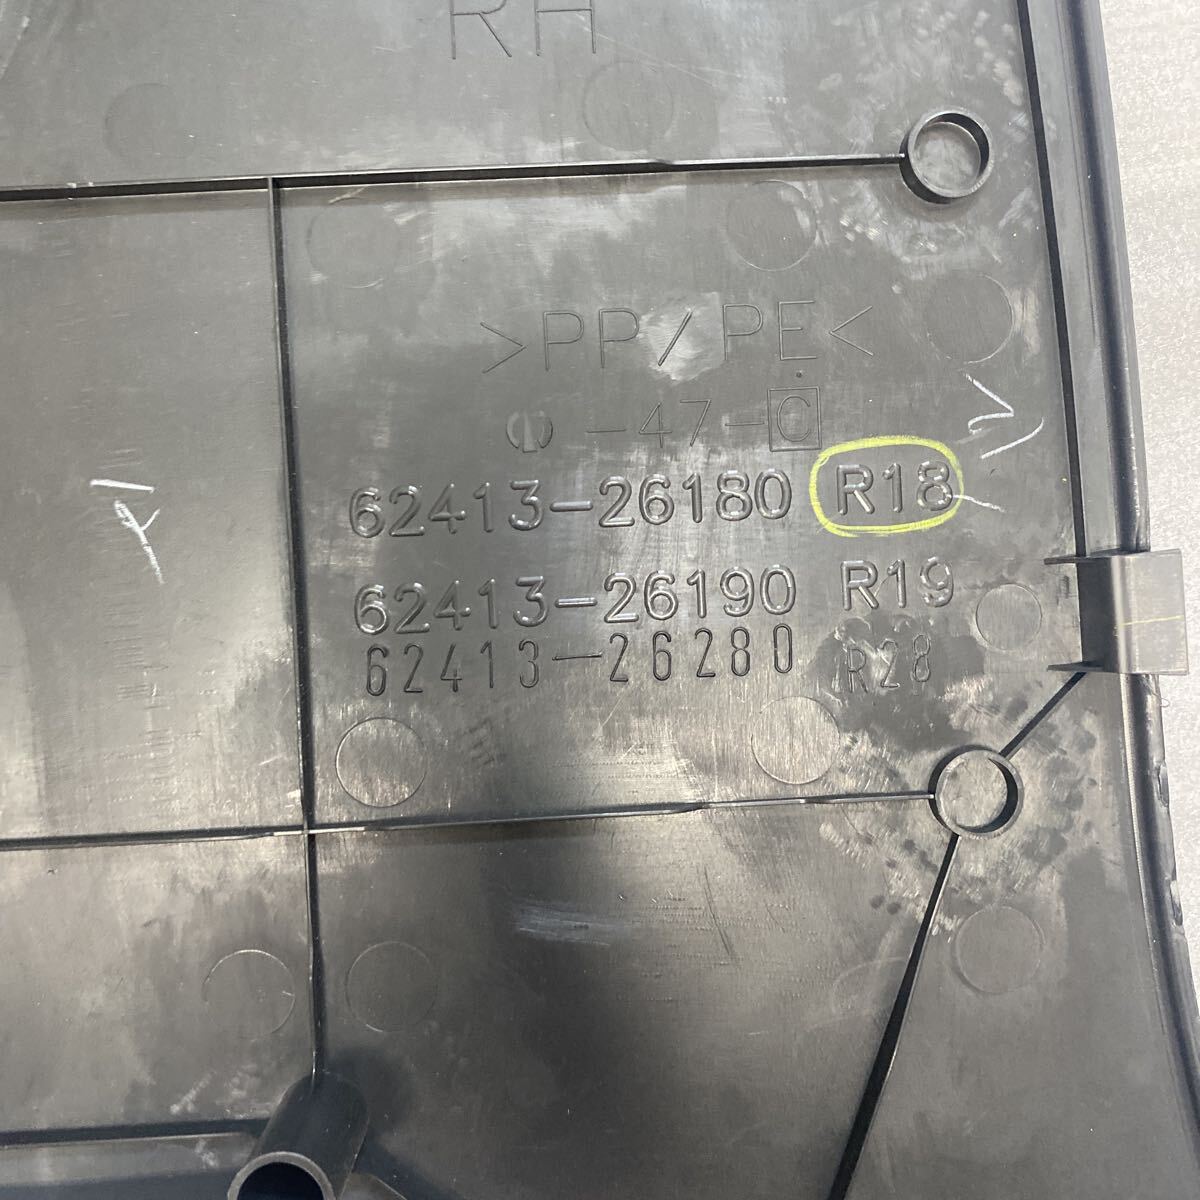 RH
>PP/PE<
-47-C
62413-26180 R18
62413-26190 R19
62413-26280 R28